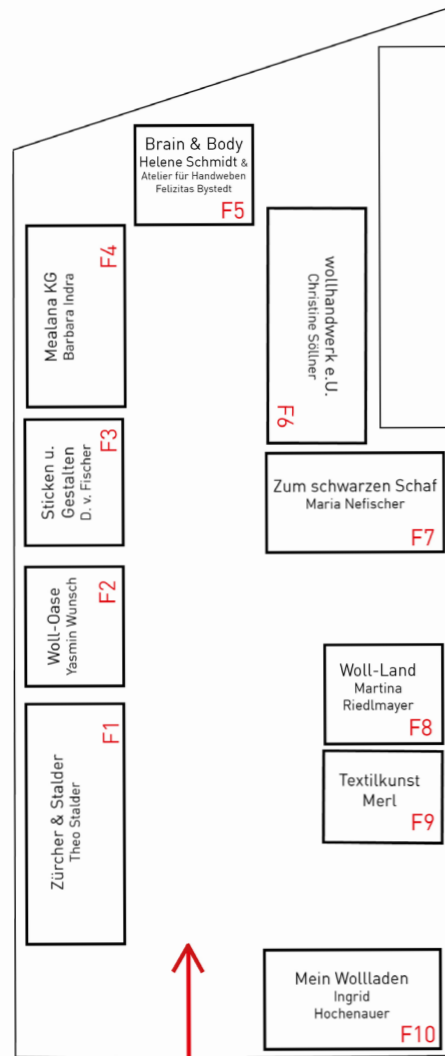 Brain & Body
Helene Schmidt &
Atelier für Handweben
Felizitas Bystedt
F5
Mealana KG
Barbara Indra
F4
wollhandwerk e.U.
Christine Söllner
F6
Sticken u.
Gestalten
D. v. Fischer
F3
Zum schwarzen Schaf
Maria Nefischer
F7
Woll-Oase
Yasmin Wunsch
F2
Woll-Land
Martina
Riedlmayer
F8
Zürcher & Stalder
Theo Stalder
F1
Textilkunst
Merl
F9
Mein Wollladen
Ingrid
Hochenauer
F10